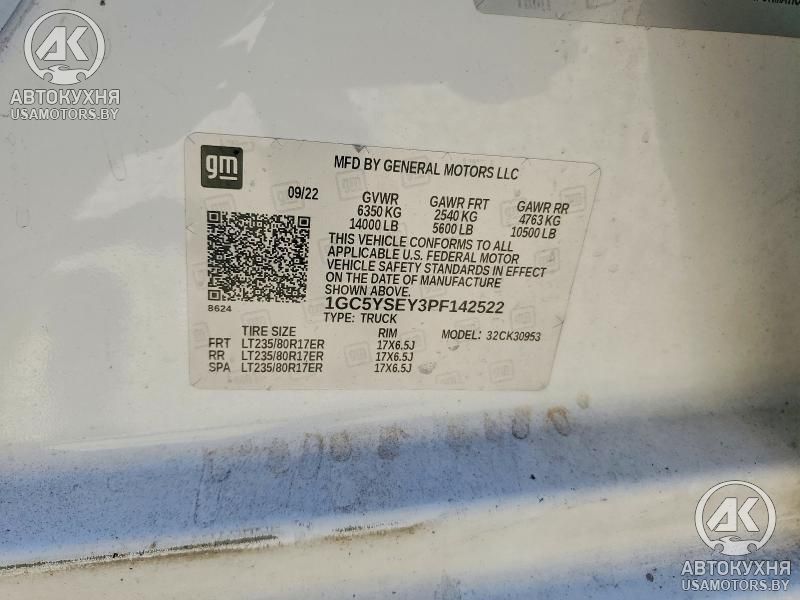 AK
АВТОКУХНЯ
USAMOTORS.BY
gm
MFD BY GENERAL MOTORS LLC
09/22 GVWR GAWR FRT GAWR RR
6350 KG 2540 KG 4763 KG
14000 LB 5600 LB 10500 LB
THIS VEHICLE CONFORMS TO ALL
APPLICABLE U.S. FEDERAL MOTOR
VEHICLE SAFETY STANDARDS IN EFFECT
ON THE DATE OF MANUFACTURE
SHOWN ABOVE.
8624
1GC5YSEY3PF142522
TYPE: TRUCK
TIRE SIZE RIM MODEL: 32CK30953
FRT LT235/80R17ER 17X6.5J
RR LT235/80R17ER 17X6.5J
SPA LT235/80R17ER 17X6.5J
AK
АВТОКУХНЯ
USAMOTORS.BY